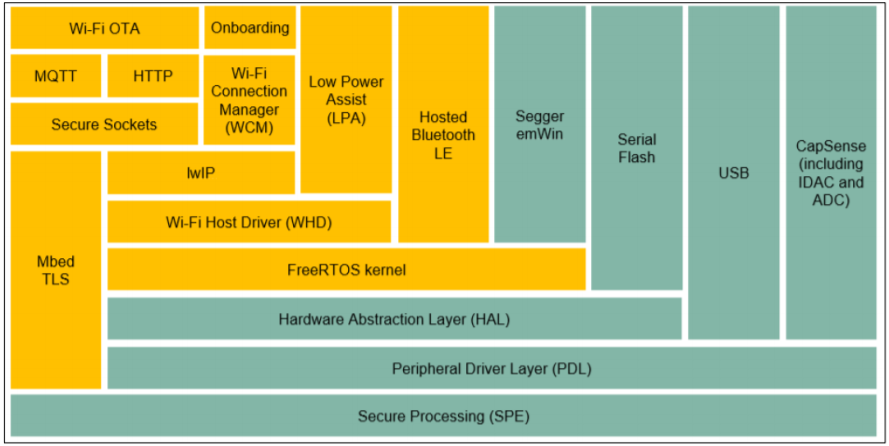 Wi-Fi OTA
Onboarding
MQTT
HTTP
Wi-Fi
Connection
Manager
(WCM)
Low Power
Assist
(LPA)
Hosted
Bluetooth
LE
Segger
emWin
Serial
Flash
USB
CapSense
(including
IDAC and
ADC)
Secure Sockets
lwIP
Wi-Fi Host Driver (WHD)
Mbed
TLS
FreeRTOS kernel
Hardware Abstraction Layer (HAL)
Peripheral Driver Layer (PDL)
Secure Processing (SPE)